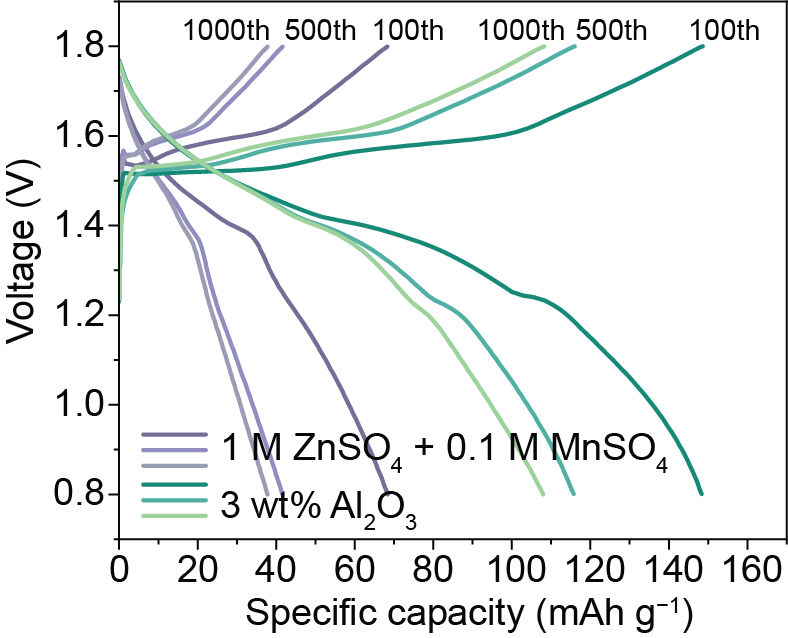 1000th 500th 100th 1000th 500th 100th
1.8
1.6
1.4
1.2
1.0
0.8
Voltage (V)
1 M ZnSO₄ + 0.1 M MnSO₄
3 wt% Al₂O₃
0 20 40 60 80 100 120 140 160
Specific capacity (mAh g⁻¹)